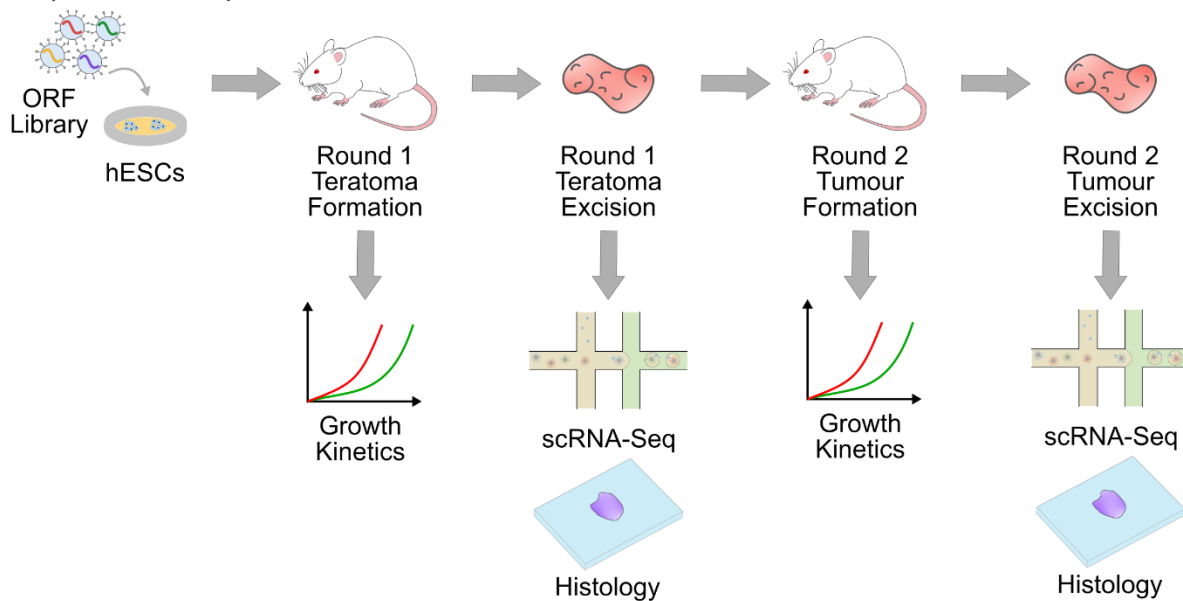 ORF
Library
hESCs
Round 1
Teratoma
Formation
Round 1
Teratoma
Excision
Round 2
Tumour
Formation
Round 2
Tumour
Excision
Growth
Kinetics
scRNA-Seq
Histology
Growth
Kinetics
scRNA-Seq
Histology